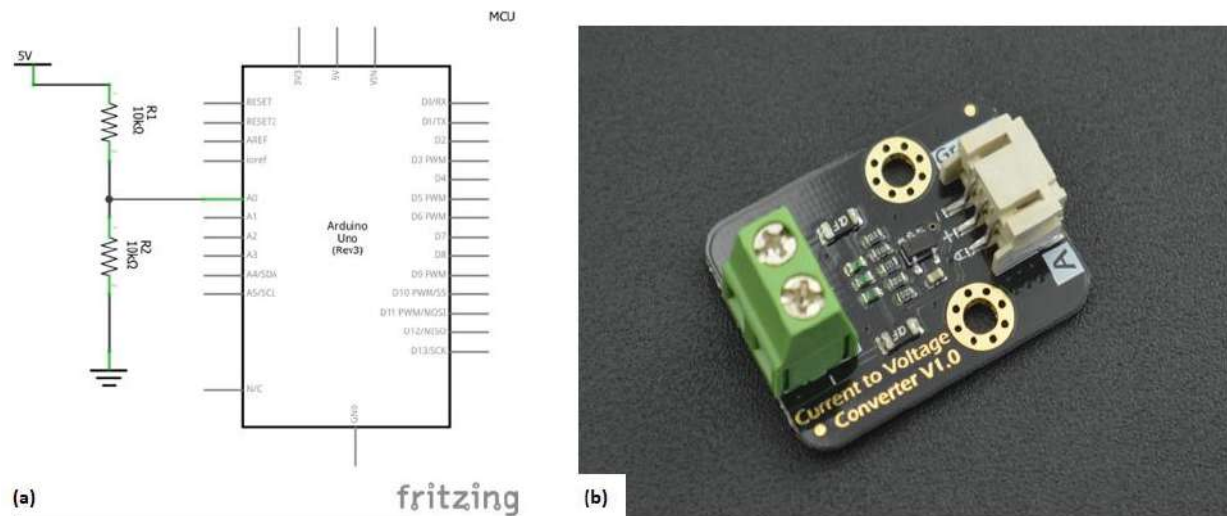 MCU
5V
R1
10kΩ
R2
10kΩ
3V3
5V
VIN
RESET
RESET2
AREF
ioref
A0
A1
A2
A3
A4/SDA
A5/SCL
N/C
D0/RX
D1/TX
D2
D3 PWM
D4
D5 PWM
D6 PWM
D7
D8
D9 PWM
D10 PWM/SS
D11 PWM/MOSI
D12/MISO
D13/SCK
GND
Arduino
Uno
(Rev3)
(a)
fritzing
A
Current to Voltage
Converter V1.0
(b)